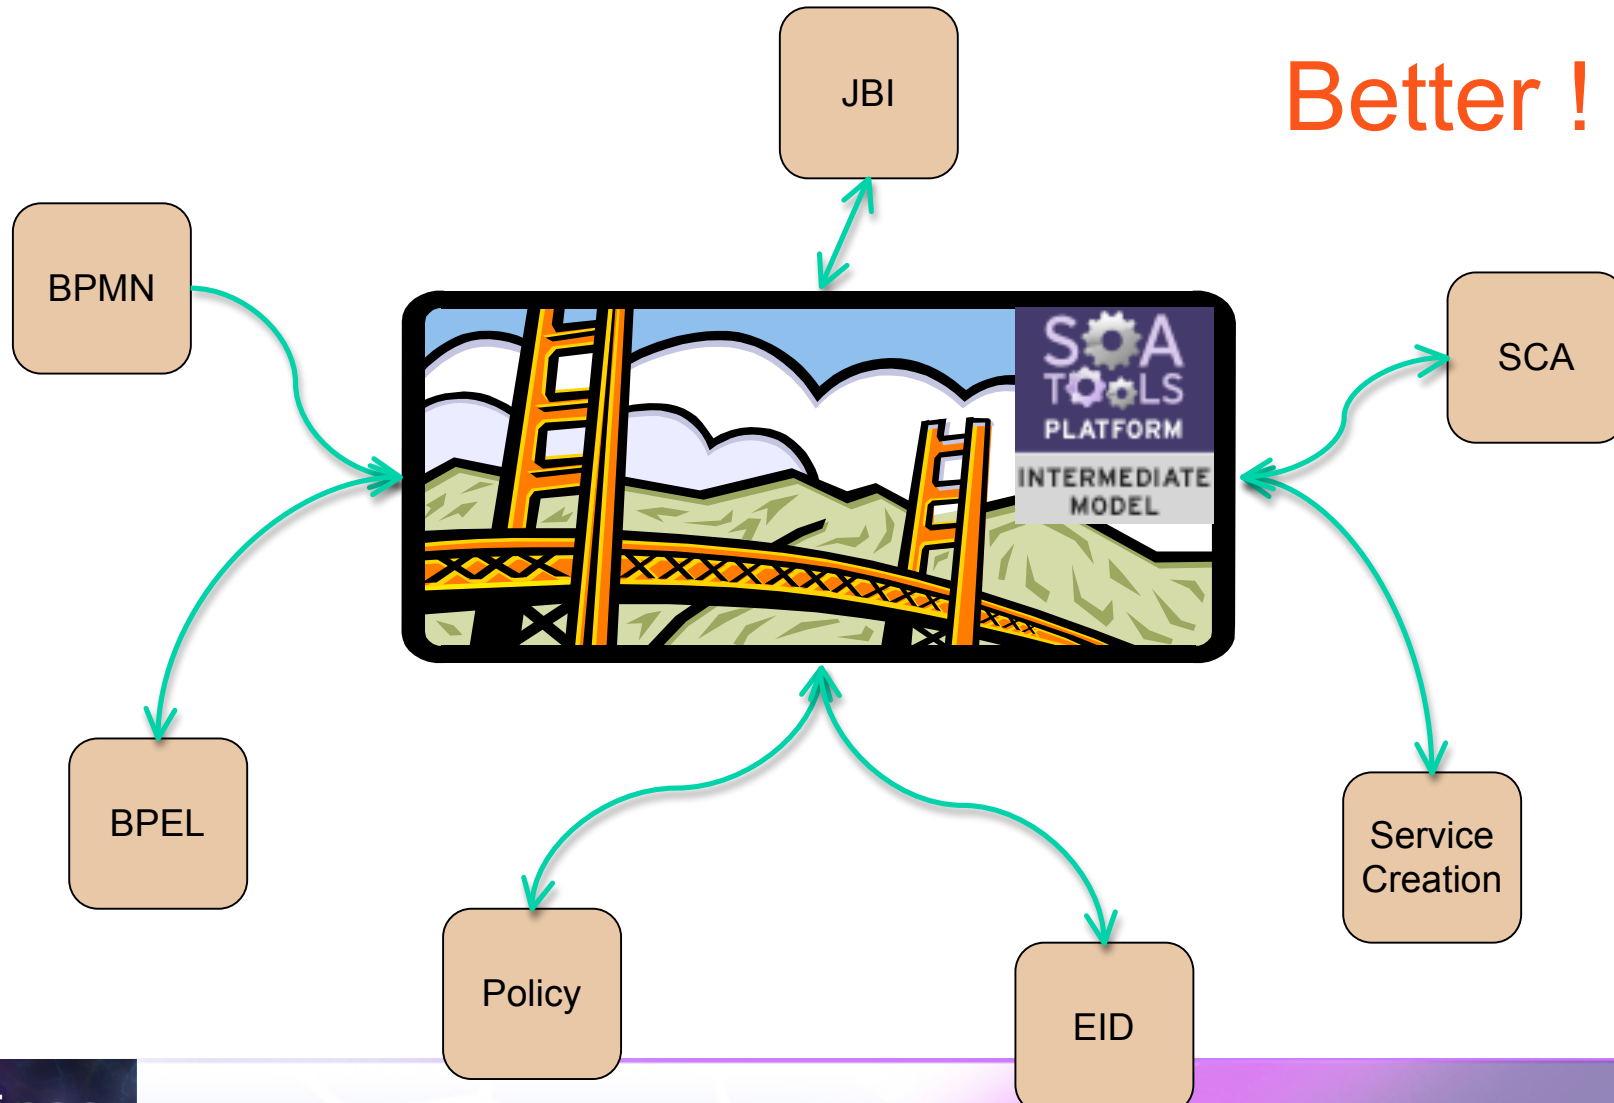 JBI
Better !
BPMN
SCA
SOA
TOOLS
PLATFORM
INTERMEDIATE
MODEL
BPEL
Service
Creation
Policy
EID